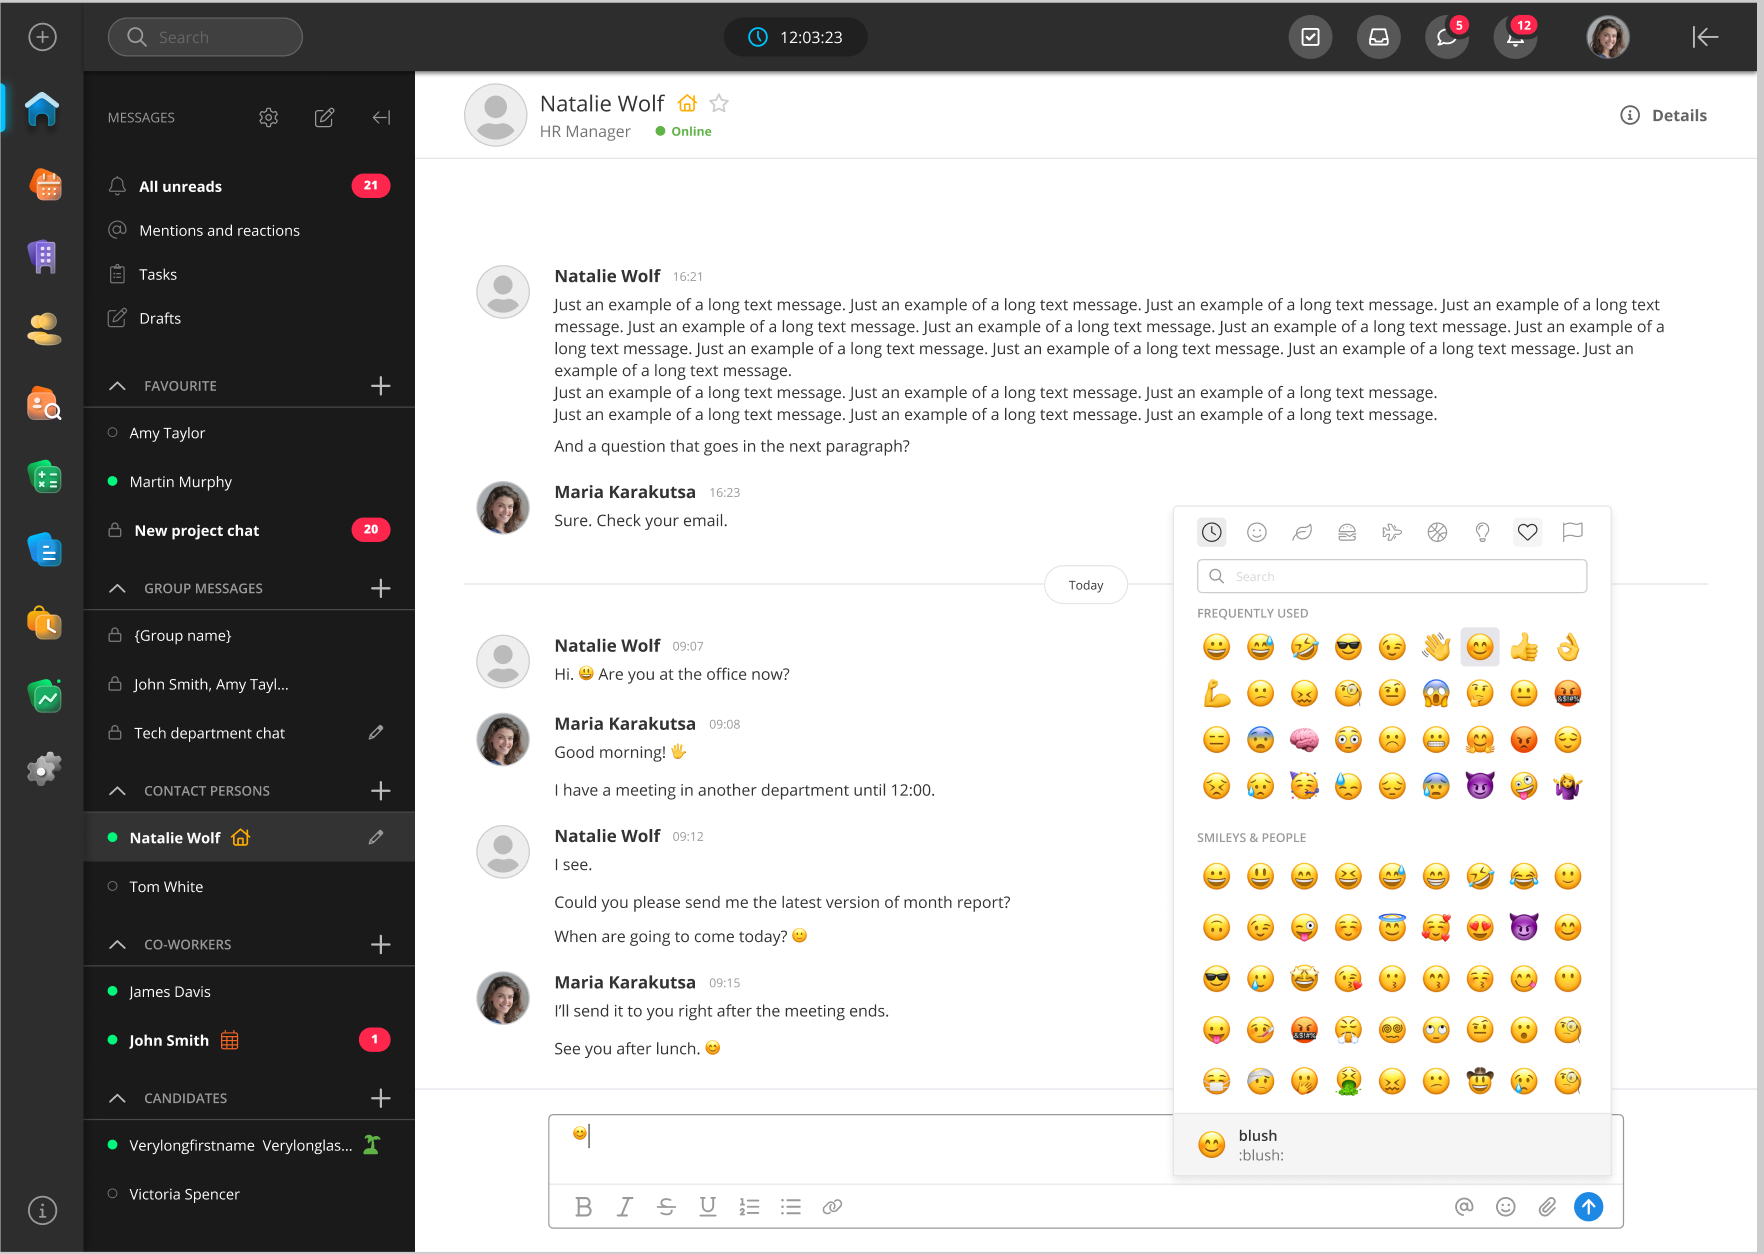 Search
12:03:23
5
12
MESSAGES
All unreads
21
Mentions and reactions
Tasks
Drafts
FAVOURITE
Amy Taylor
Martin Murphy
New project chat
20
GROUP MESSAGES
{Group name}
John Smith, Amy Tayl...
Tech department chat
CONTACT PERSONS
Natalie Wolf
Tom White
CO-WORKERS
James Davis
John Smith
1
CANDIDATES
Verylongfirstname Verylonglas...
Victoria Spencer
Natalie Wolf
HR Manager
Online
Details
Natalie Wolf 16:21
Just an example of a long text message. Just an example of a long text message. Just an example of a long text message. Just an example of a long text
message. Just an example of a long text message. Just an example of a long text message. Just an example of a long text message. Just an example of a
long text message. Just an example of a long text message. Just an example of a long text message. Just an example of a long text message. Just an
example of a long text message.
Just an example of a long text message. Just an example of a long text message. Just an example of a long text message.
Just an example of a long text message. Just an example of a long text message. Just an example of a long text message.
And a question that goes in the next paragraph?
Maria Karakutsa 16:23
Sure. Check your email.
Today
Natalie Wolf 09:07
Hi. 😃 Are you at the office now?
Maria Karakutsa 09:08
Good morning! 🖐
I have a meeting in another department until 12:00.
Natalie Wolf 09:12
I see.
Could you please send me the latest version of month report?
When are going to come today? 🙂
Maria Karakutsa 09:15
I'll send it to you right after the meeting ends.
See you after lunch. 😊
😊
B I S U
@
Search
FREQUENTLY USED
SMILEYS & PEOPLE
blush
:blush: